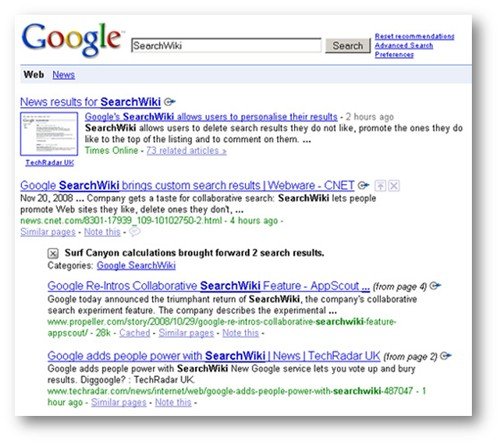 Google™ SearchWiki Search Reset recommendations
Advanced Search
Preferences
Web News
News results for SearchWiki
Google's SearchWiki allows users to personalise their results - 2 hours ago
SearchWiki allows users to delete search results they do not like, promote the ones they do
like to the top of the listing and to comment on them. ...
Times Online - 73 related articles »
TechRadar UK
Google SearchWiki brings custom search results | Webware - CNET
Nov 20, 2008 ... Company gets a taste for collaborative search: SearchWiki lets people
promote Web sites they like, delete ones they don't, ...
news.cnet.com/8301-17939_109-10102750-2.html - 4 hours ago -
Similar pages - Note this -
Surf Canyon calculations brought forward 2 search results.
Categories: Google SearchWiki
Google Re-Intros Collaborative SearchWiki Feature - AppScout ... (from page 4)
Google today announced the triumphant return of SearchWiki, the company's collaborative
search experiment feature. The company describes the experimental ...
www.propeller.com/story/2008/10/29/google-re-intros-collaborative-searchwiki-feature-
appscout/ - 28k - Cached - Similar pages - Note this -
Google adds people power with SearchWiki | News | TechRadar UK (from page 2)
Google adds people power with SearchWiki New Google service lets you vote up and bury
results. Diggoogle? : TechRadar UK.
www.techradar.com/news/internet/web/google-adds-people-power-with-searchwiki-487047 - 1
hour ago - Similar pages - Note this -